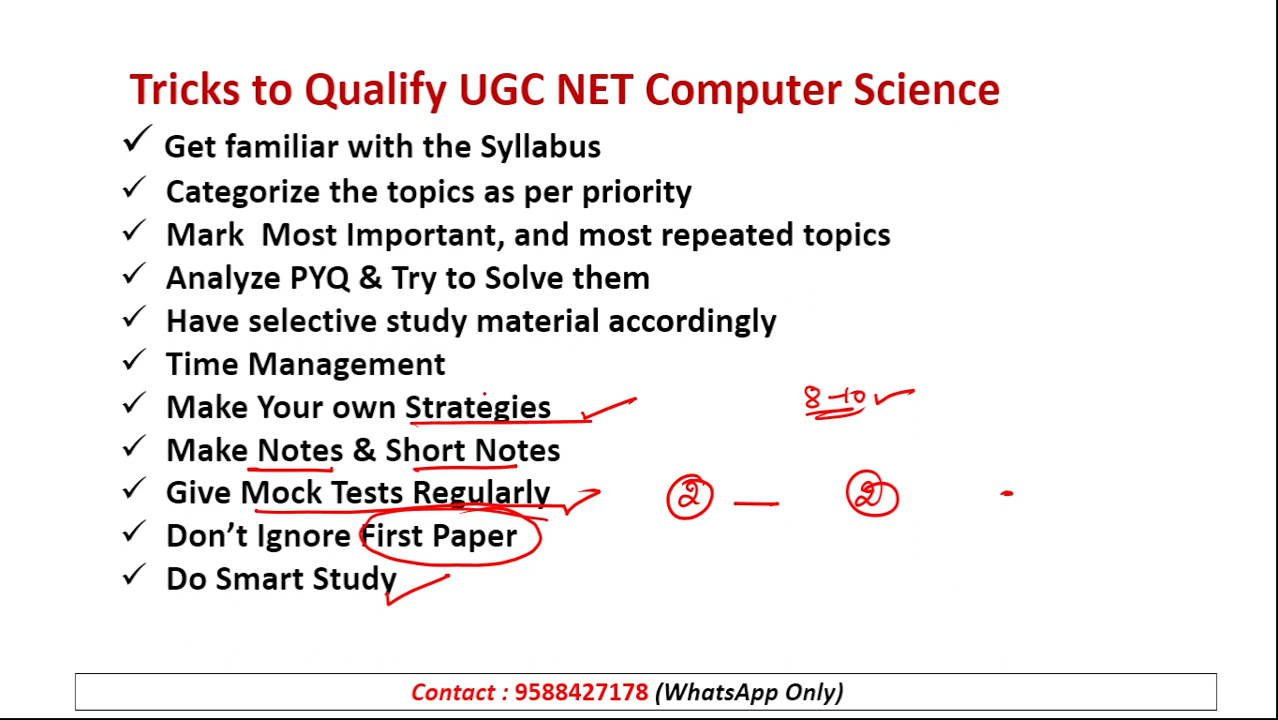 Tricks to Qualify UGC NET Computer Science
✓ Get familiar with the Syllabus
✓ Categorize the topics as per priority
✓ Mark Most Important, and most repeated topics
✓ Analyze PYQ & Try to Solve them
✓ Have selective study material accordingly
✓ Time Management
✓ Make Your own Strategies 8-10
✓ Make Notes & Short Notes
✓ Give Mock Tests Regularly 2 — 2
✓ Don’t Ignore First Paper
✓ Do Smart Study
Contact : 9588427178 (WhatsApp Only)